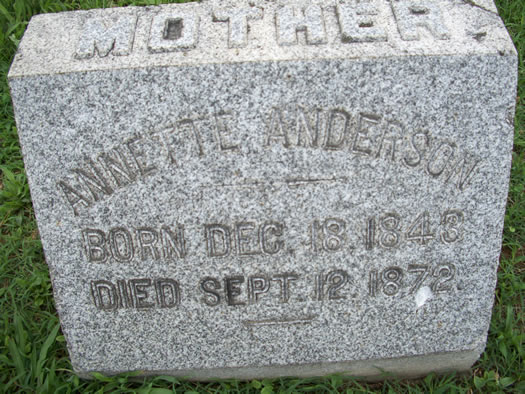 MOTHER.
ANNETTE ANDERSON
BORN DEC. 18 1843
DIED SEPT. 12. 1872.